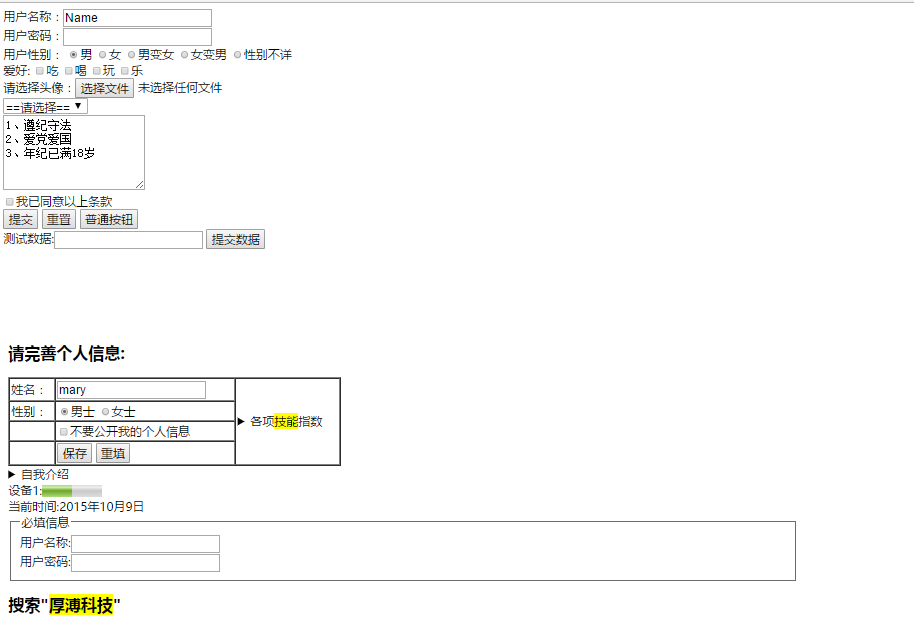 用户名称：Name
用户密码：
用户性别： 男 女 男变女 女变男 性别不详
爱好: 吃 喝 玩 乐
请选择头像：选择文件 未选择任何文件
==请选择==
1、遵纪守法
2、爱党爱国
3、年纪已满18岁
我已同意以上条款
提交 重置 普通按钮
测试数据: 提交数据
请完善个人信息:
姓名： mary
性别： 男士 女士
各项技能指数
不要公开我的个人信息
保存 重填
自我介绍
设备1:
当前时间:2015年10月9日
必填信息
用户名称:
用户密码:
搜索"厚溥科技"